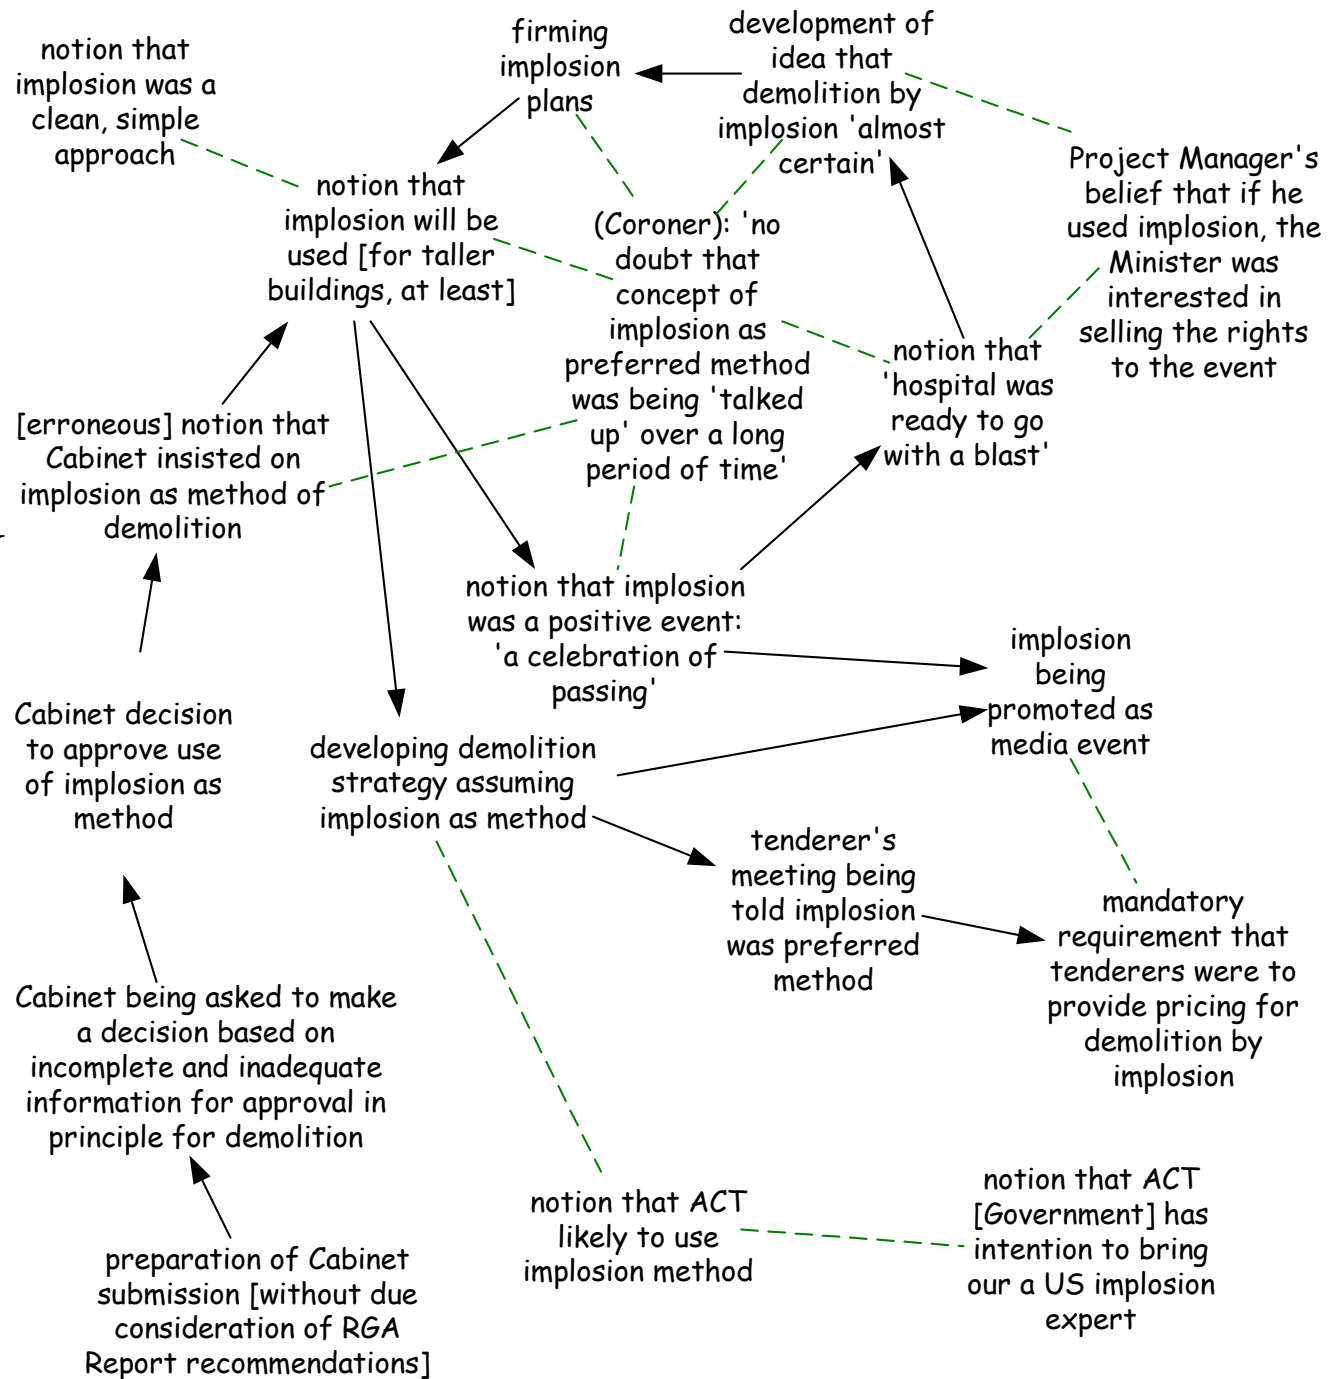 notion that
implosion was a
clean, simple
approach
firming
implosion
plans
development of
idea that
demolition by
implosion 'almost
certain'
Project Manager's
belief that if he
used implosion, the
Minister was
interested in
selling the rights
to the event
notion that
implosion will be
used [for taller
buildings, at least]
(Coroner): 'no
doubt that
concept of
implosion as
preferred method
was being 'talked
up' over a long
period of time'
notion that
'hospital was
ready to go
with a blast'
[erroneous] notion that
Cabinet insisted on
implosion as method of
demolition
notion that implosion
was a positive event:
'a celebration of
passing'
implosion
being
promoted as
media event
Cabinet decision
to approve use
of implosion as
method
developing demolition
strategy assuming
implosion as method
tenderer's
meeting being
told implosion
was preferred
method
mandatory
requirement that
tenderers were to
provide pricing for
demolition by
implosion
Cabinet being asked to make
a decision based on
incomplete and inadequate
information for approval in
principle for demolition
notion that ACT
likely to use
implosion method
notion that ACT
[Government] has
intention to bring
our a US implosion
expert
preparation of Cabinet
submission [without due
consideration of RGA
Report recommendations]